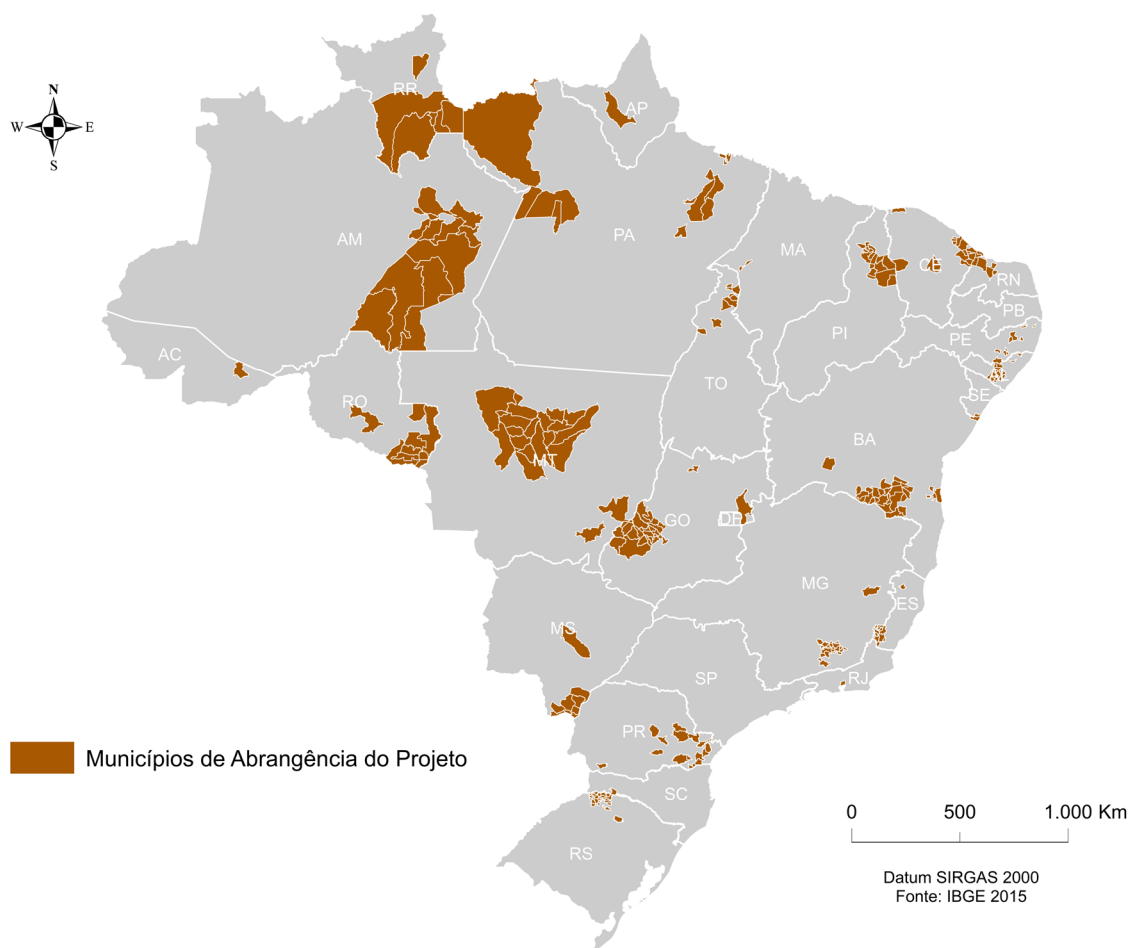 RR
AP
N
W
E
S
AM
PA
MA
CE
RN
PB
PI
PE
AC
TO
SE
RO
BA
MT
GO
DF
MG
ES
MS
SP
RJ
PR
Municípios de Abrangência do Projeto
SC
0 500 1.000 Km
RS
Datum SIRGAS 2000
Fonte: IBGE 2015